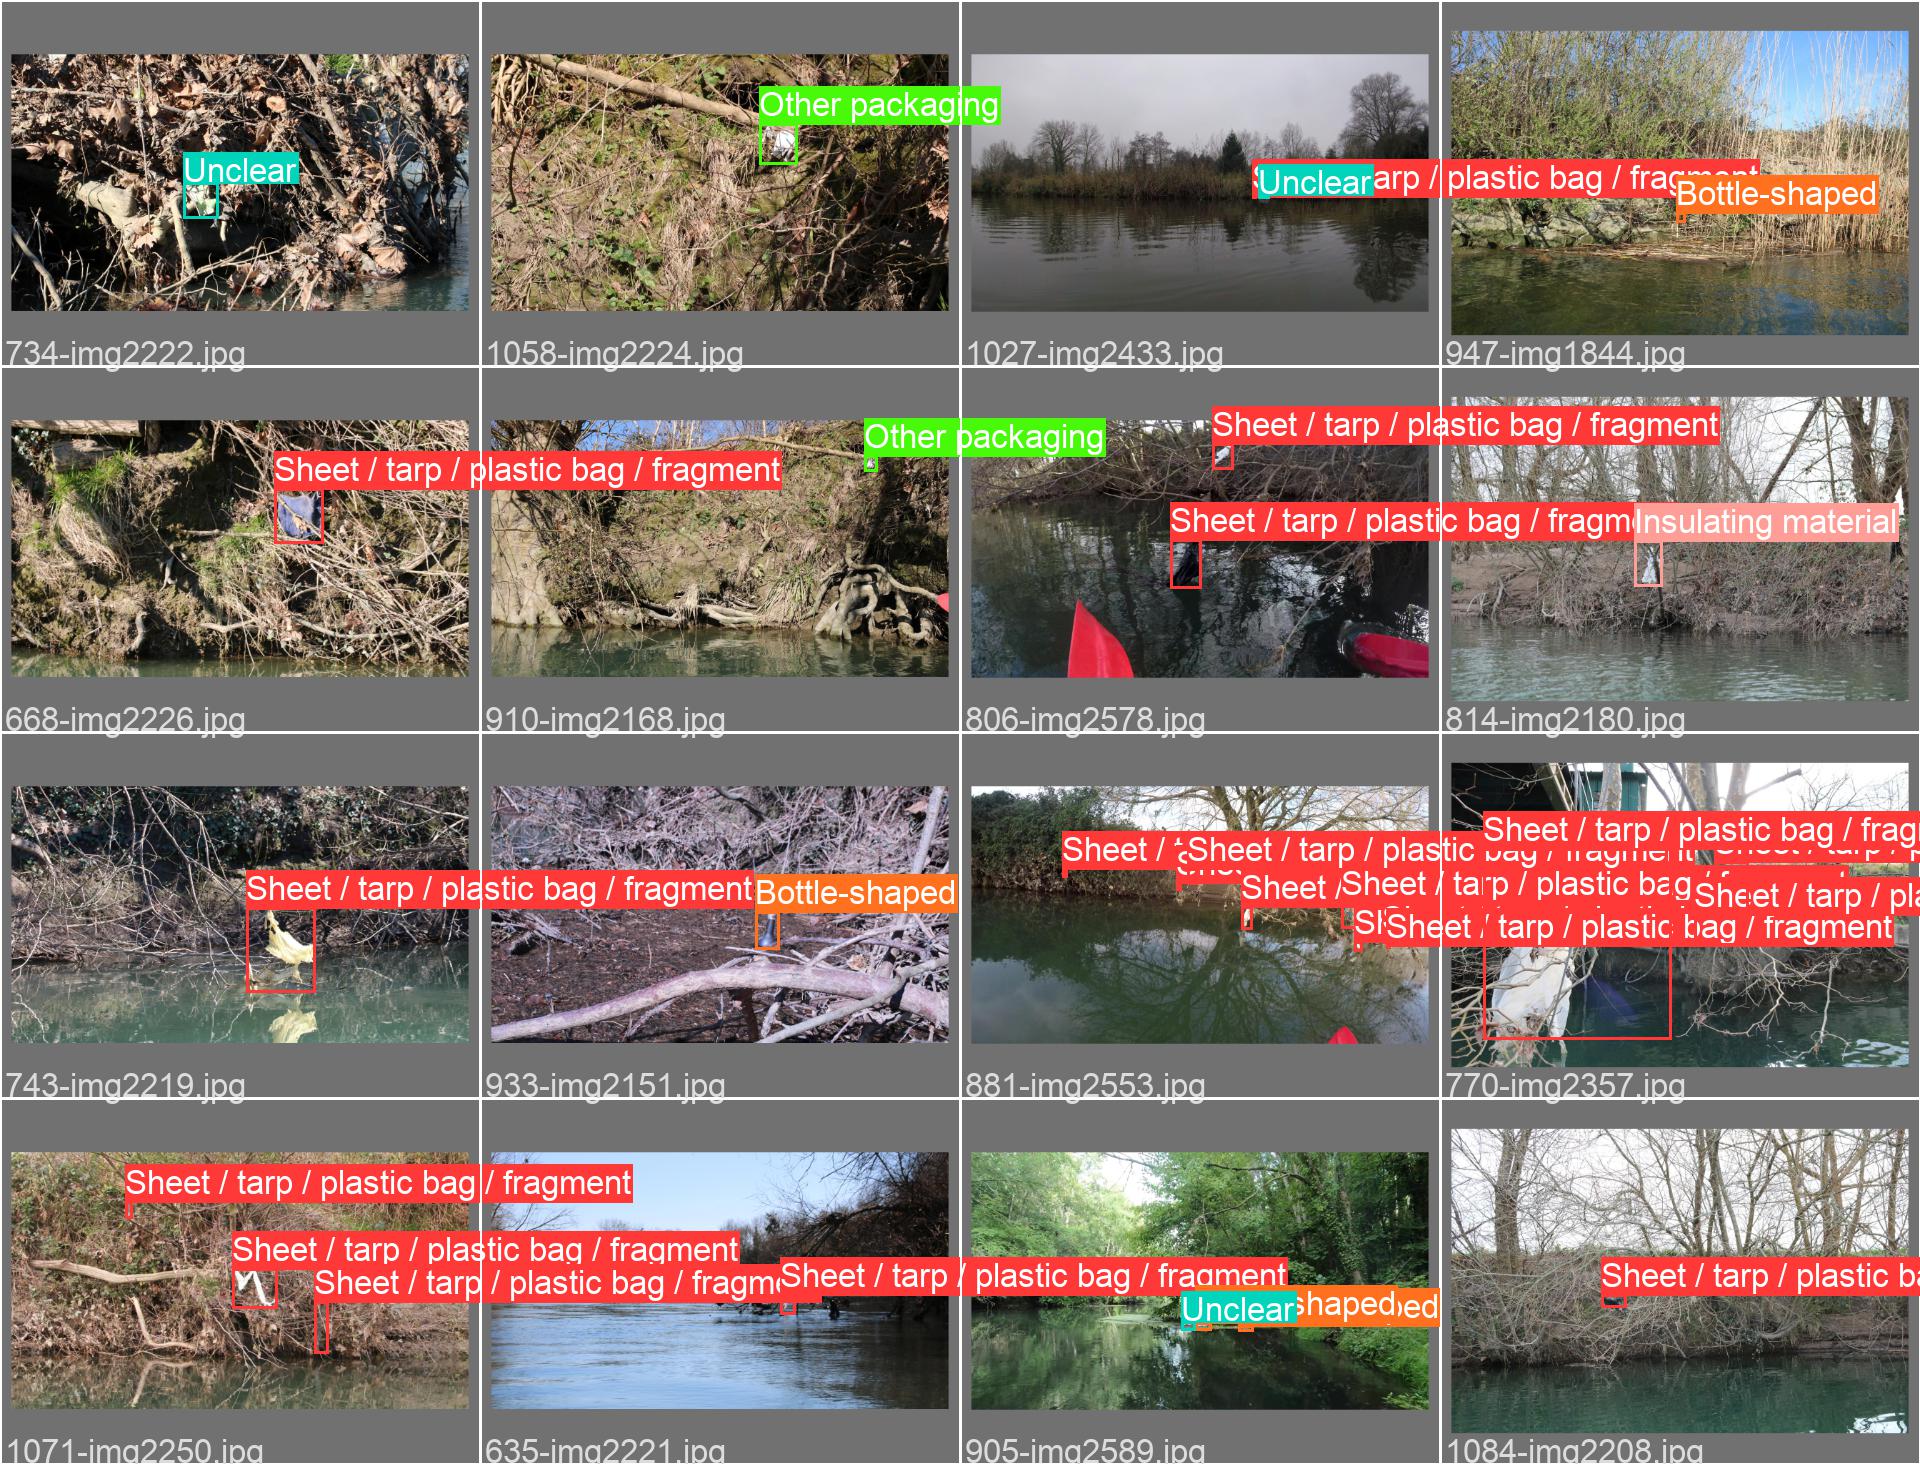 Unclear
734-img2222.jpg
Other packaging
1058-img2224.jpg
Unclear
arp / plastic bag / fragment
1027-img2433.jpg
Bottle-shaped
947-img1844.jpg
Sheet / tarp / plastic bag / fragment
668-img2226.jpg
Other packaging
910-img2168.jpg
Sheet / tarp / plastic bag / fragment
Sheet / tarp / plastic bag / fragme
806-img2578.jpg
Insulating material
814-img2180.jpg
Sheet / tarp / plastic bag / fragment
743-img2219.jpg
Bottle-shaped
933-img2151.jpg
Sheet /
Sheet / tarp / plastic bag / fragment
Sheet /
Sheet / tarp / plastic bag /
Sheet / tarp / plastic bag / fragment
881-img2553.jpg
Sheet / tarp / plastic bag / frag
Sheet / tarp / pla
770-img2357.jpg
Sheet / tarp / plastic bag / fragment
Sheet / tarp / plastic bag / fragment
Sheet / tarp / plastic bag / fragme
1071-img2250.jpg
Sheet / tarp / plastic bag / fragment
635-img2221.jpg
Unclear
shaped
ed
905-img2589.jpg
Sheet / tarp / plastic ba
1084-img2208.jpg